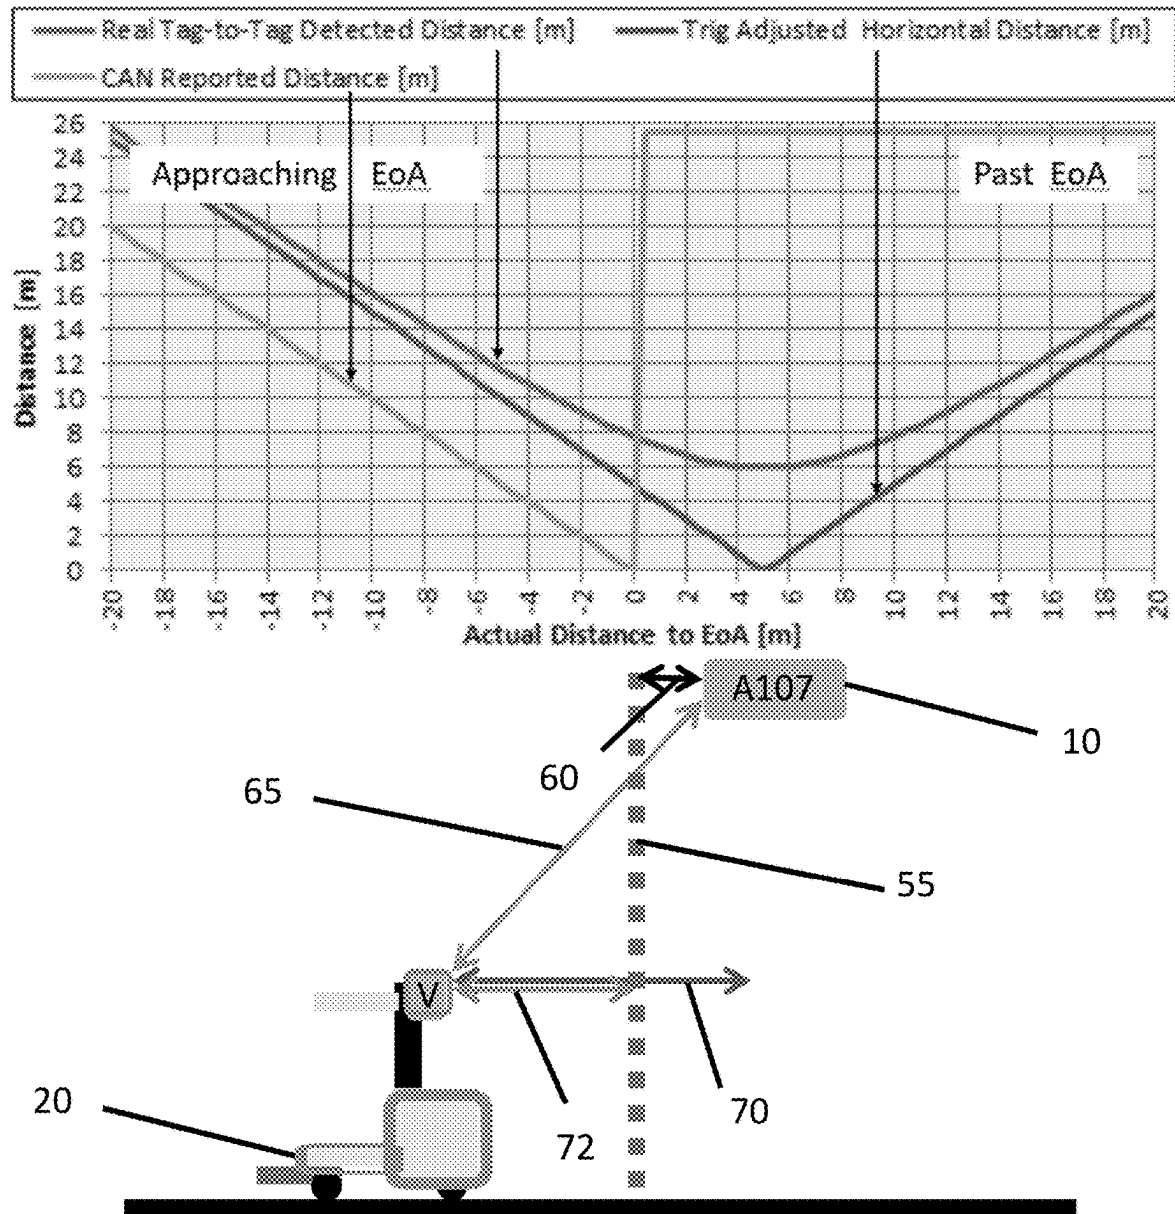 Real Tag-to-Tag Detected Distance [m] Trig Adjusted Horizontal Distance [m]
CAN Reported Distance [m]
26
24
22
20
18
16
14
12
10
8
6
4
2
0
Distance [m]
Approaching EoA
Past EoA
-20 -18 -16 -14 -12 -10 -8 -6 -4 -2 0 2 4 6 8 10 12 14 16 18 20
Actual Distance to EoA [m]
A107
10
60
65
55
V
20
72
70